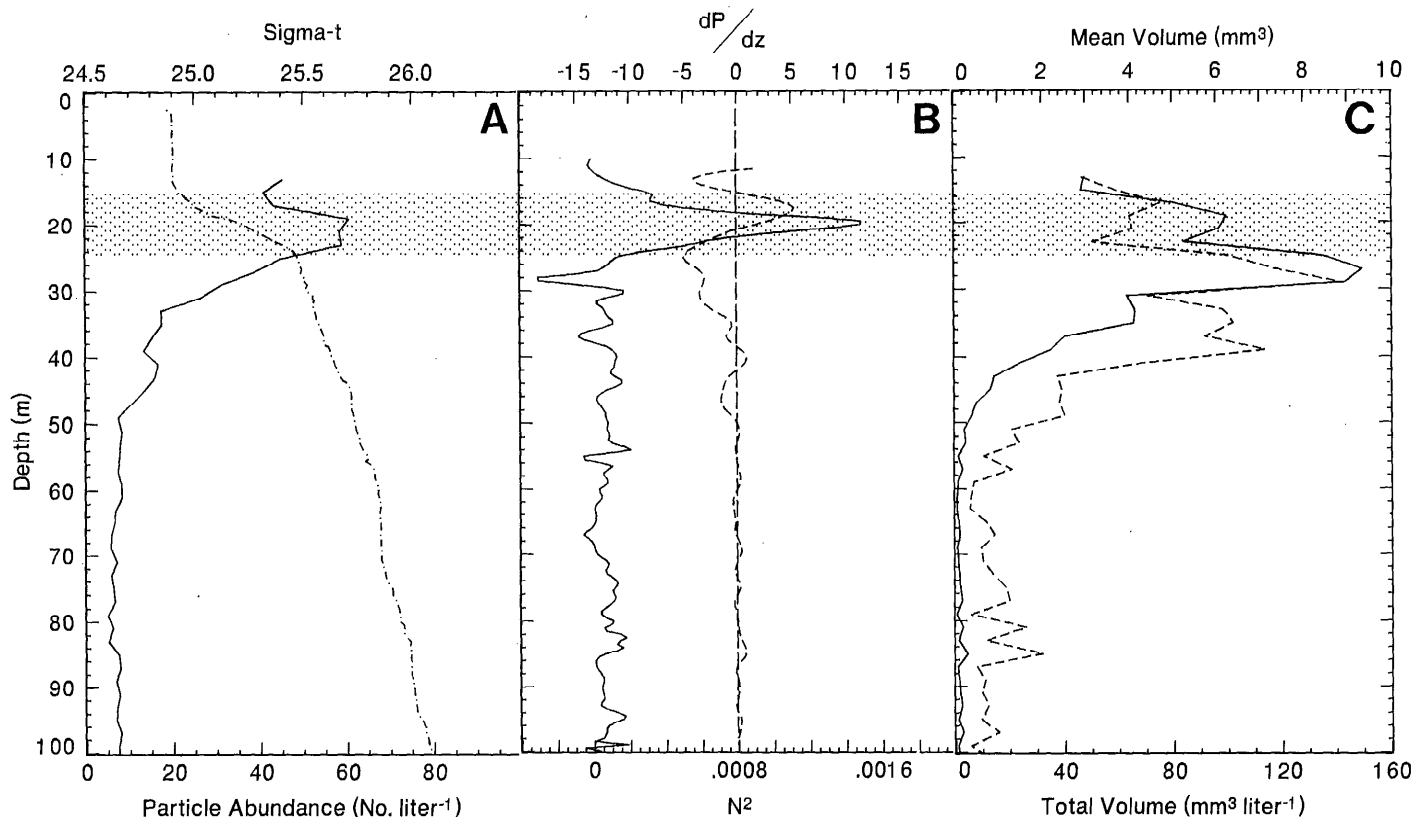 Sigma-t
24.5 25.0 25.5 26.0
dP/dz
-15 -10 -5 0 5 10 15
Mean Volume (mm³)
0 2 4 6 8 10
A
B
C
Depth (m)
0
10
20
30
40
50
60
70
80
90
100
0 20 40 60 80
Particle Abundance (No. liter⁻¹)
0 .0008 .0016
N²
0 40 80 120 160
Total Volume (mm³ liter⁻¹)